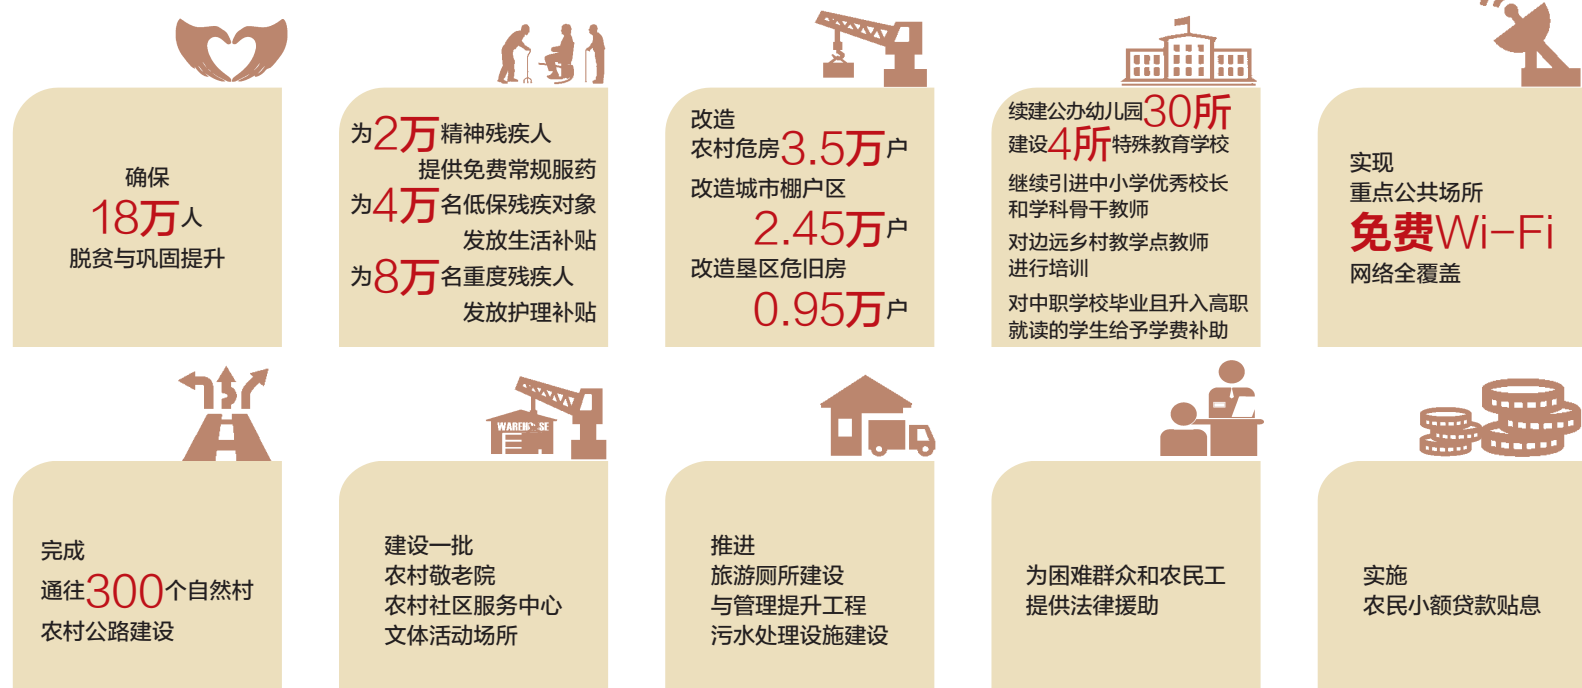 确保
18万人
脱贫与巩固提升
为2万精神残疾人
提供免费常规服药
为4万名低保残疾对象
发放生活补贴
为8万名重度残疾人
发放护理补贴
改造
农村危房3.5万户
改造城市棚户区
2.45万户
改造垦区危旧房
0.95万户
续建公办幼儿园30所
建设4所特殊教育学校
继续引进中小学优秀校长
和学科骨干教师
对边远乡村教学点教师
进行培训
对中职学校毕业且升入高职
就读的学生给予学费补助
实现
重点公共场所
免费Wi-Fi
网络全覆盖
完成
通往300个自然村
农村公路建设
WAREHOUSE
建设一批
农村敬老院
农村社区服务中心
文体活动场所
推进
旅游厕所建设
与管理提升工程
污水处理设施建设
为困难群众和农民工
提供法律援助
实施
农民小额贷款贴息